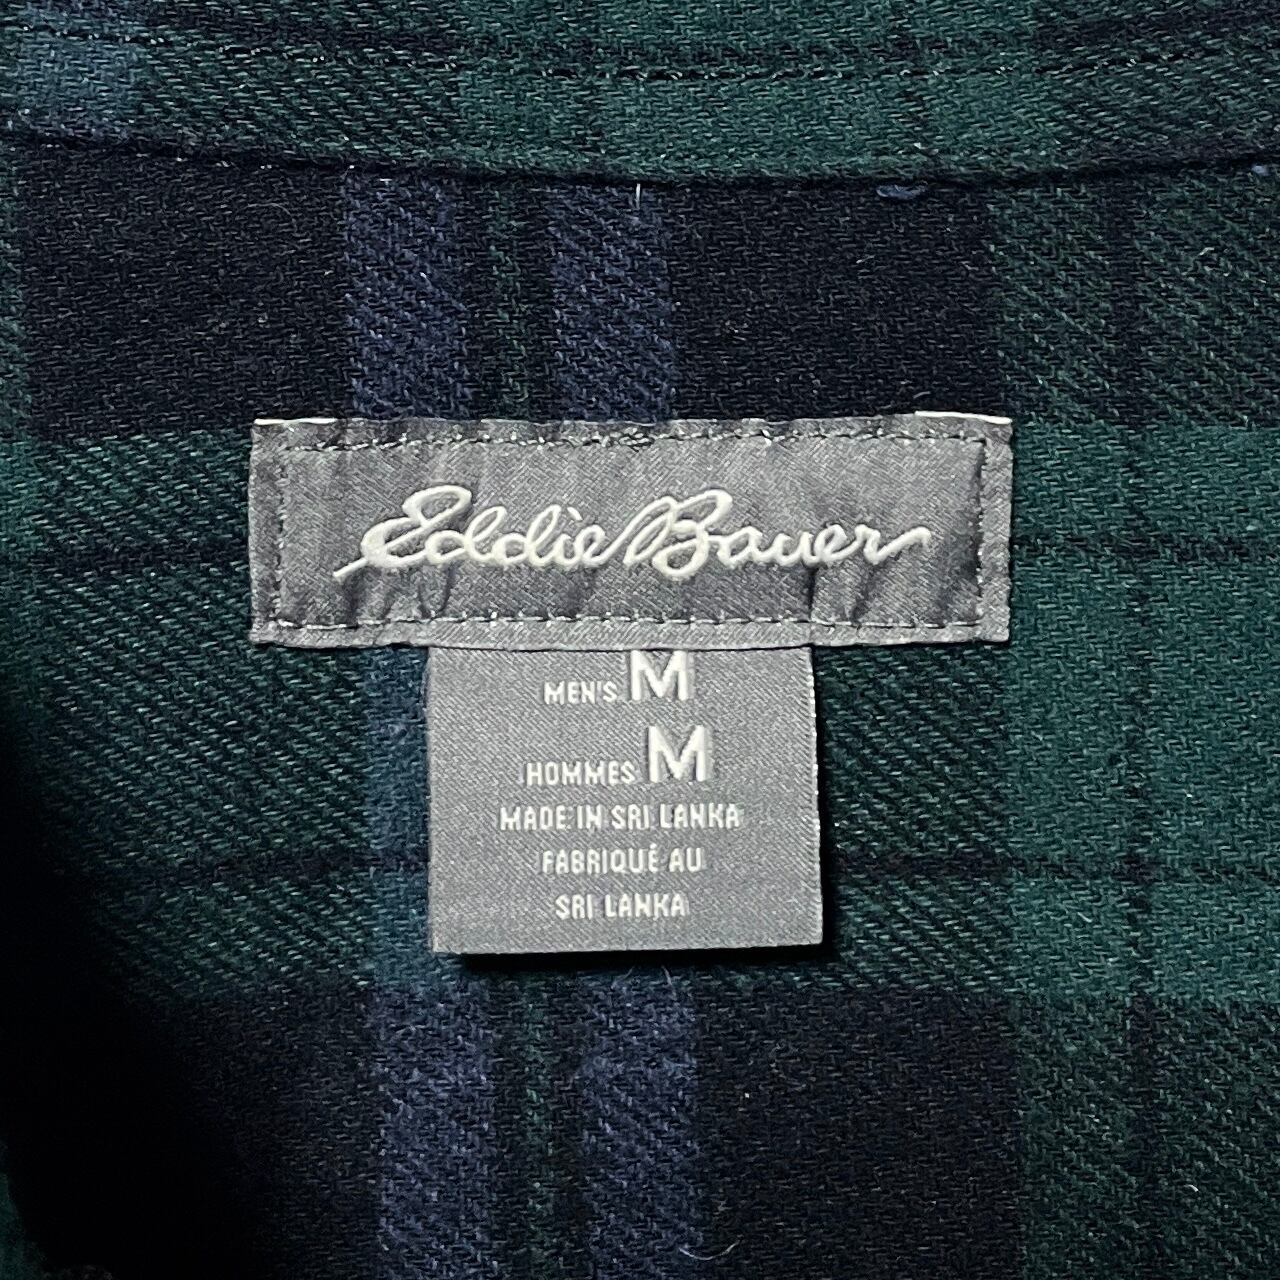 Eddie Bauer
MEN'S M
HOMMES M
MADE IN SRI LANKA
FABRIQUÉ AU
SRI LANKA